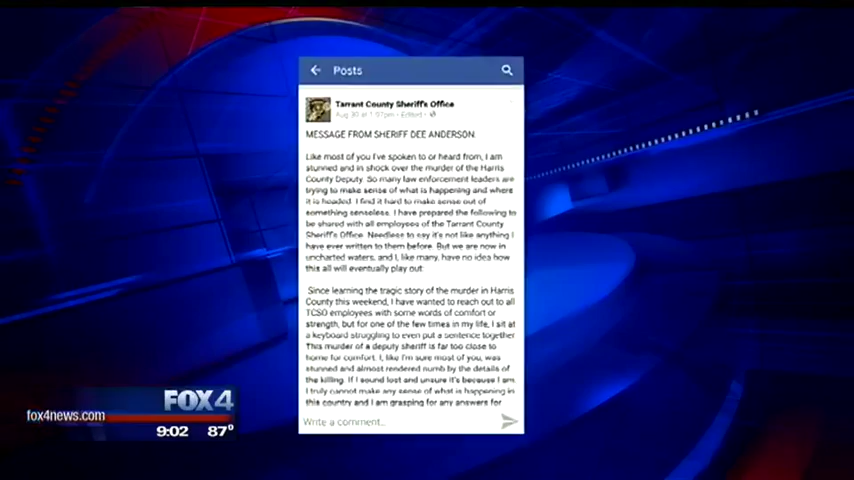 Posts
Tarrant County Sheriff's Office
Aug 30 at 1:07pm · Edited ·
MESSAGE FROM SHERIFF DEE ANDERSON
Like most of you I've spoken to or heard from, I am
stunned and in shock over the murder of the Harris
County Deputy. So many law enforcement leaders are
trying to make sense of what is happening and where
it is headed. I find it hard to make sense out of
something senseless. I have prepared the following to
be shared with all employees of the Tarrant County
Sheriff's Office. Needless to say it's not like anything I
have ever written to them before. But we are now in
uncharted waters, and I, like many, have no idea how
this all will eventually play out
Since learning the tragic story of the murder in Harris
County this weekend, I have wanted to reach out to all
TCSO employees with some words of comfort or
strength, but for one of the few times in my life, I sit at
a keyboard struggling to even put a sentence together
This murder of a deputy sheriff is far too close to
home for comfort. I, like I'm sure most of you, was
stunned and almost rendered numb by the details of
the killing. If I sound lost and unsure it's because I am
I truly cannot make any sense of what is happening in
this country and I am grasping for any answers for
Write a comment...
FOX4
fox4news.com
9:02 87°